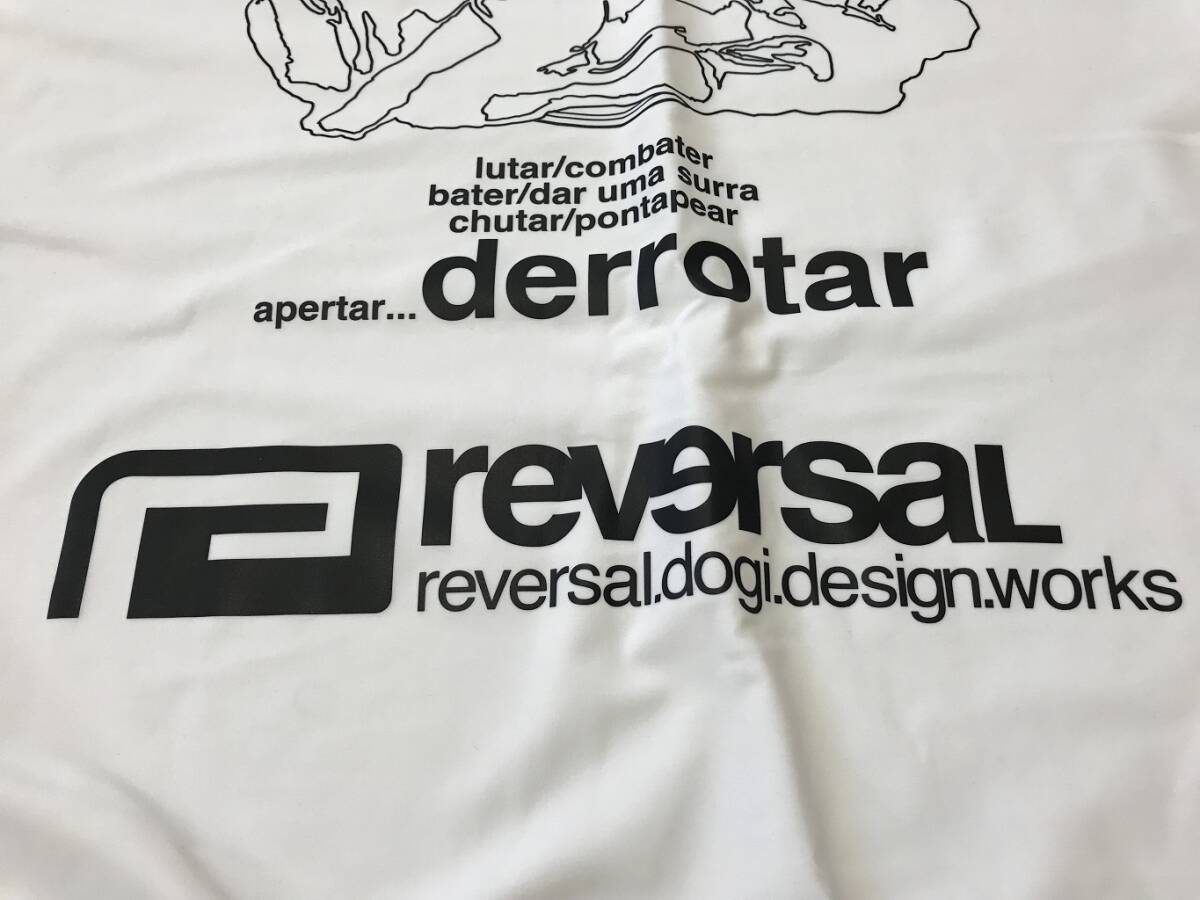 lutar/combater
bater/dar uma surra
chutar/pontapear
apertar... derrotar
reversaL
reversal.dogi.design.works